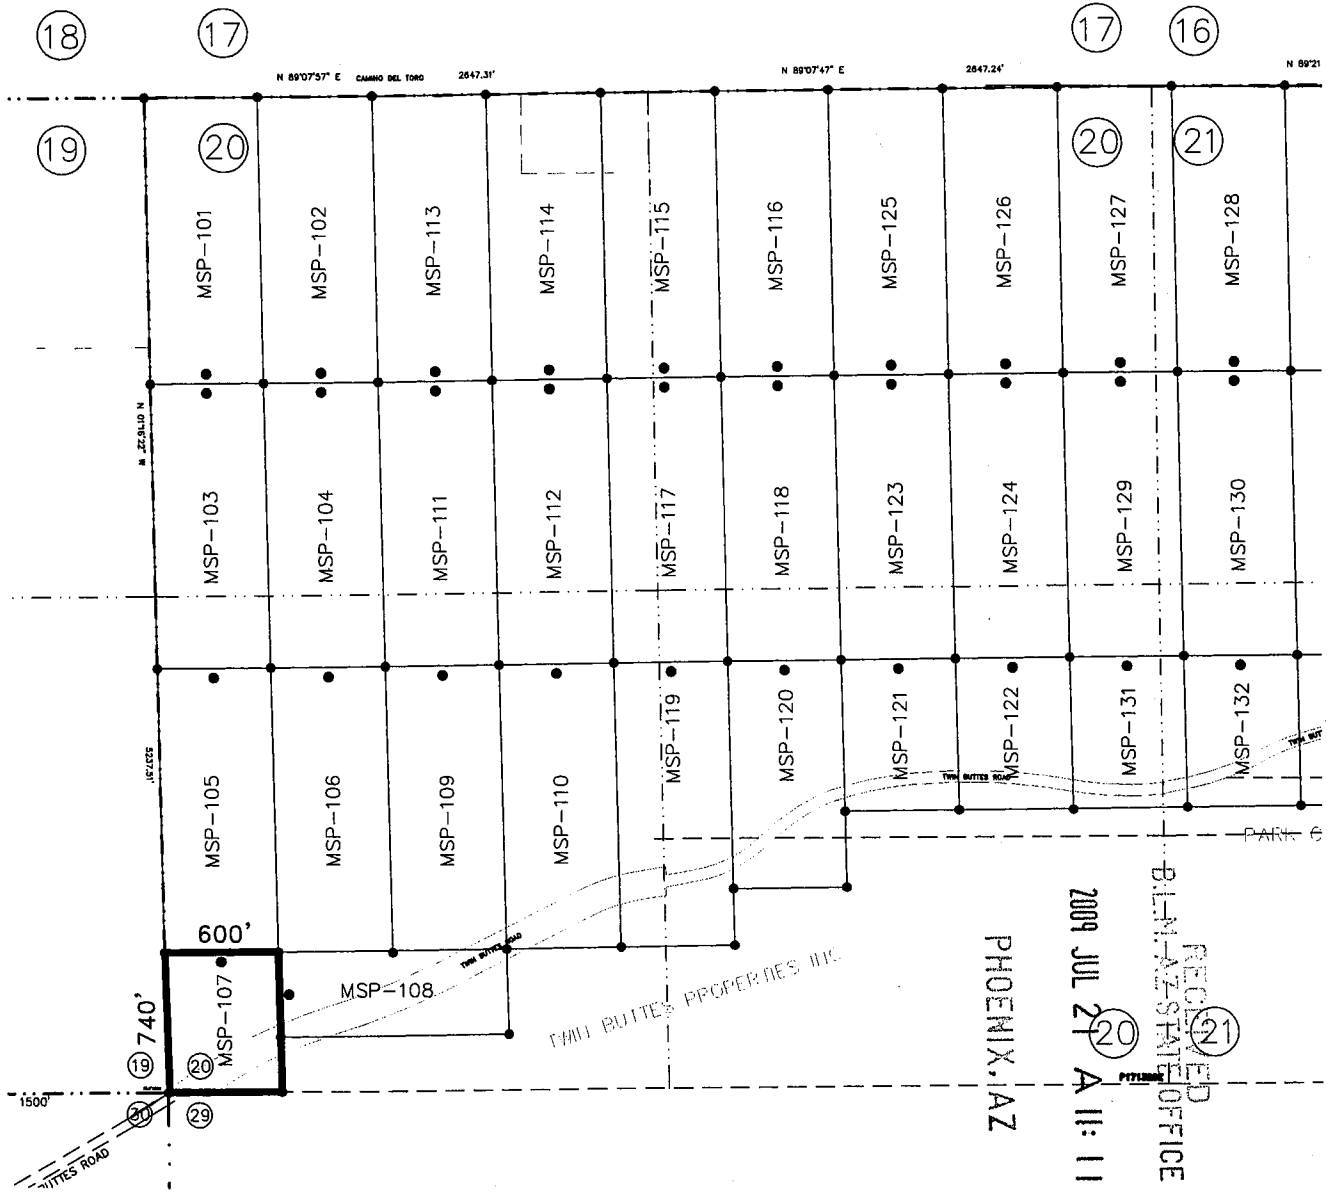 18
17
17
16
N 89°07'57" E
CAMINO DEL TORO
2647.31'
N 89°07'47" E
2647.24'
N 89°21
19
20
20
21
MSP-101
MSP-102
MSP-113
MSP-114
MSP-115
MSP-116
MSP-125
MSP-126
MSP-127
MSP-128
N 01°16'22" W
MSP-103
MSP-104
MSP-111
MSP-112
MSP-117
MSP-118
MSP-123
MSP-124
MSP-129
MSP-130
5237.51'
MSP-105
MSP-106
MSP-109
MSP-110
MSP-119
MSP-120
MSP-121
MSP-122
MSP-131
MSP-132
TWIN BUTTES ROAD
TWIN BUT
PARK
600'
740'
MSP-107
MSP-108
TWIN BUTTES ROAD
TWIN BUTTES PROPERTIES INC
RECEIVED
B.L.M.-AZ-STATE OFFICE
2009 JUL 21 A 11: 11
PHOENIX, AZ
20
21
19
20
30
29
1500'
BUTTES ROAD